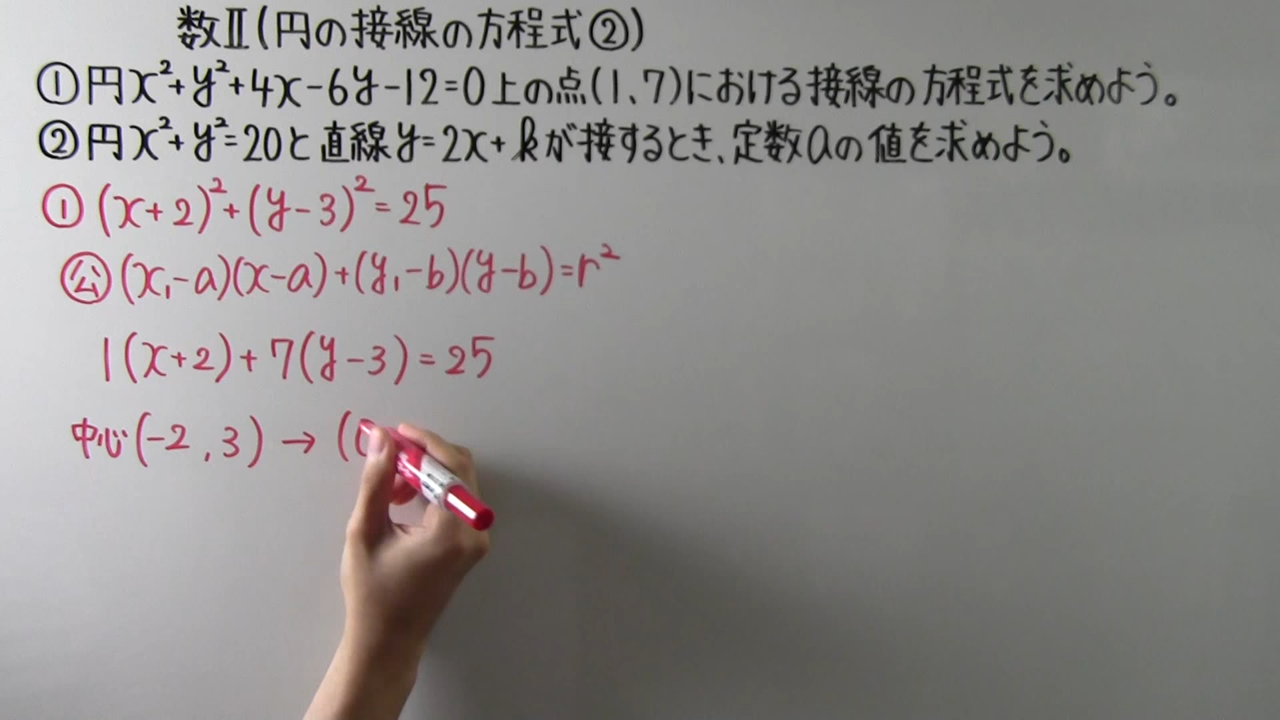 数Ⅱ(円の接線の方程式②)
①円x²+y²+4x-6y-12=0上の点(1、7)における接線の方程式を求めよう。
②円x²+y²=20と直線y=2x+kが接するとき、定数aの値を求めよう。
①(x+2)²+(y-3)²=25
公(x₁-a)(x-a)+(y₁-b)(y-b)=r²
1(x+2)+7(y-3)=25
中心(-2,3)→(0